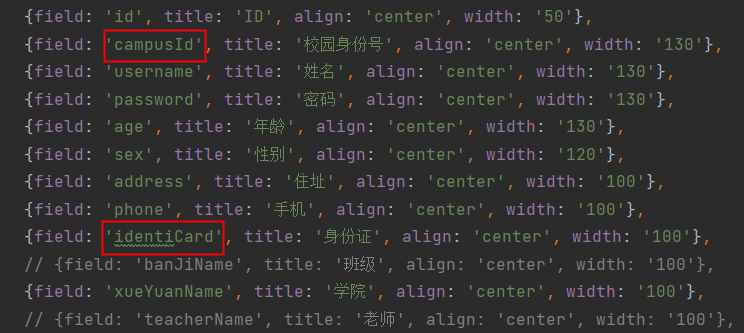 {field: 'id', title: 'ID', align: 'center', width: '50'},
{field: 'campusId', title: '校园身份号', align: 'center', width: '130'},
{field: 'username', title: '姓名', align: 'center', width: '130'},
{field: 'password', title: '密码', align: 'center', width: '130'},
{field: 'age', title: '年龄', align: 'center', width: '130'},
{field: 'sex', title: '性别', align: 'center', width: '120'},
{field: 'address', title: '住址', align: 'center', width: '100'},
{field: 'phone', title: '手机', align: 'center', width: '100'},
{field: 'identiCard', title: '身份证', align: 'center', width: '100'},
// {field: 'banJiName', title: '班级', align: 'center', width: '100'},
{field: 'xueYuanName', title: '学院', align: 'center', width: '100'},
// {field: 'teacherName', title: '老师', align: 'center', width: '100'},